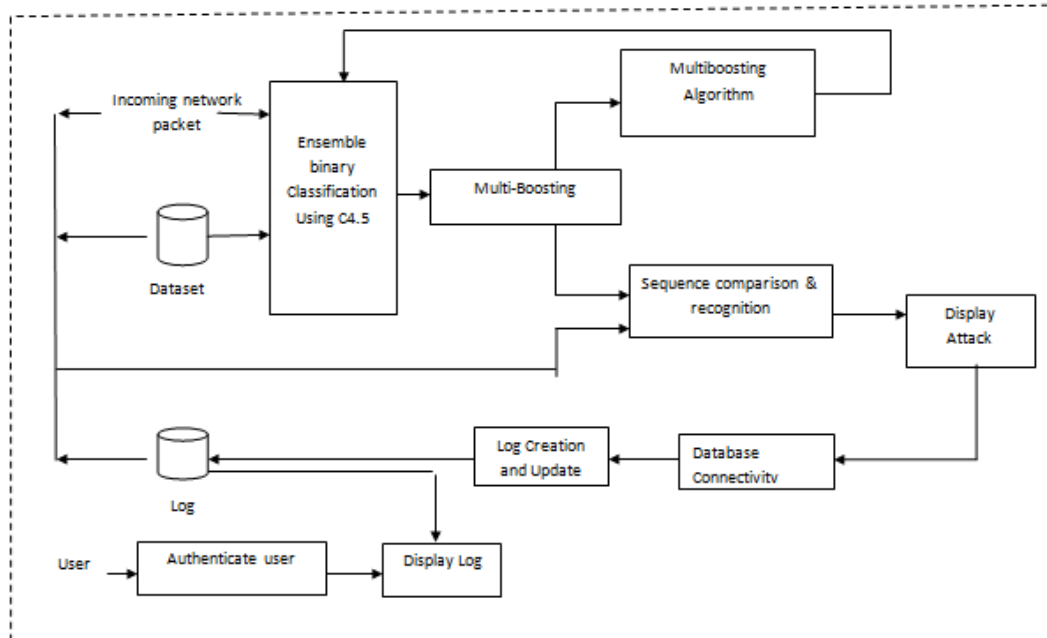 Multiboosting
Algorithm
Incoming network
packet
Ensemble
binary
Classification
Using C4.5
Multi-Boosting
Dataset
Sequence comparison &
recognition
Display
Attack
Log Creation
and Update
Database
Connectivity
Log
User
Authenticate user
Display Log